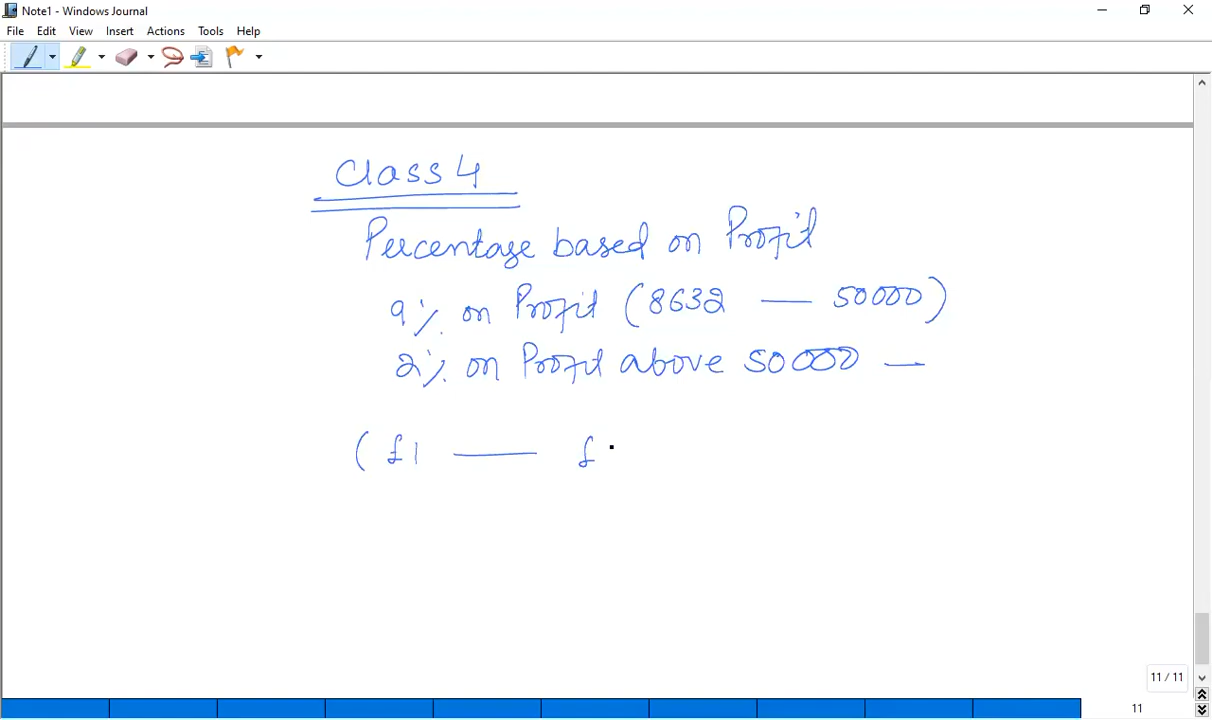 Note1 - Windows Journal
File Edit View Insert Actions Tools Help
Class 4
Percentage based on Profit
9% on Profit (8632 — 50000)
2% on Profit above 50000 —
( £1 — £
11 / 11
11